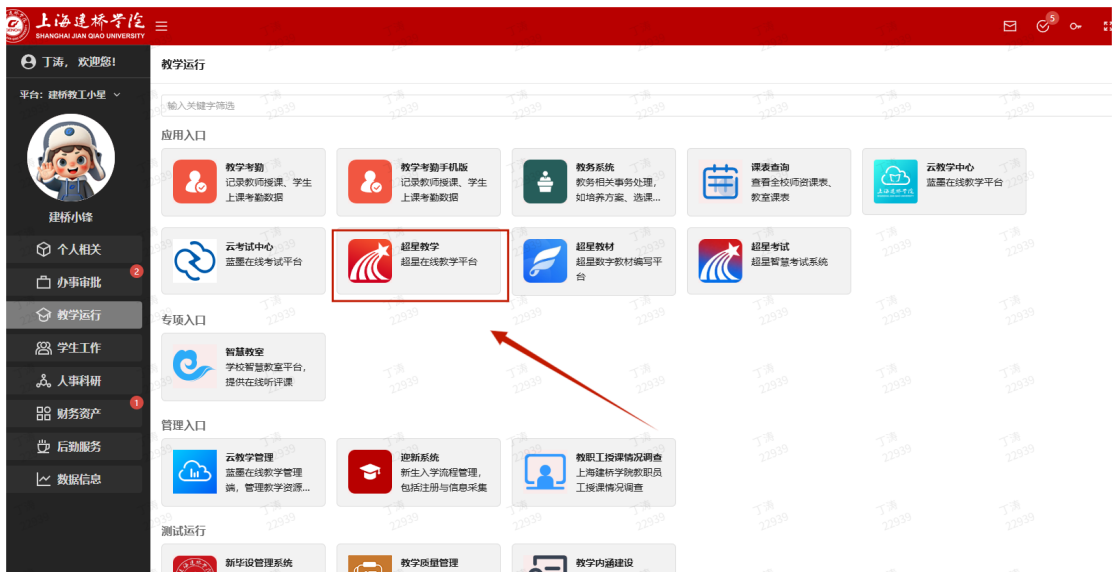 上海建桥学院
SHANGHAI JIAN QIAO UNIVERSITY
5
丁涛，欢迎您!
平台: 建桥教工小星
建桥小锋
个人相关
办事审批
2
教学运行
学生工作
人事科研
财务资产
1
后勤服务
数据信息
教学运行
输入关键字筛选
应用入口
教学考勤
记录教师授课、学生
上课考勤数据
教学考勤手机版
记录教师授课、学生
上课考勤数据
教务系统
教务相关事务处理，
如培养方案、选课...
课表查询
查看全校师资课表、
教室课表
上海建桥学院
云教学中心
蓝墨在线教学平台
云考试中心
蓝墨在线考试平台
超星教学
超星在线教学平台
超星教材
超星数字教材编写平
台
超星考试
超星智慧考试系统
专项入口
智慧教室
学校智慧教室平台，
提供在线听评课
管理入口
云教学管理
蓝墨在线教学管理
端，管理教学资源...
迎新系统
新生入学流程管理，
包括注册与信息采集
教职工授课情况调查
上海建桥学院教职员
工授课情况调查
测试运行
新毕设管理系统
教学质量管理
教学内涵建设
丁涛
22939